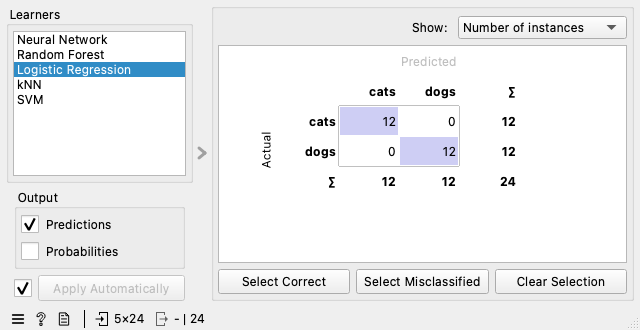 Learners
Neural Network
Random Forest
Logistic Regression
kNN
SVM
Output
Predictions
Probabilities
Apply Automatically
5×24
- | 24
Show: Number of instances
Predicted
cats dogs ∑
Actual
cats 12 0 12
dogs 0 12 12
∑ 12 12 24
Select Correct Select Misclassified Clear Selection